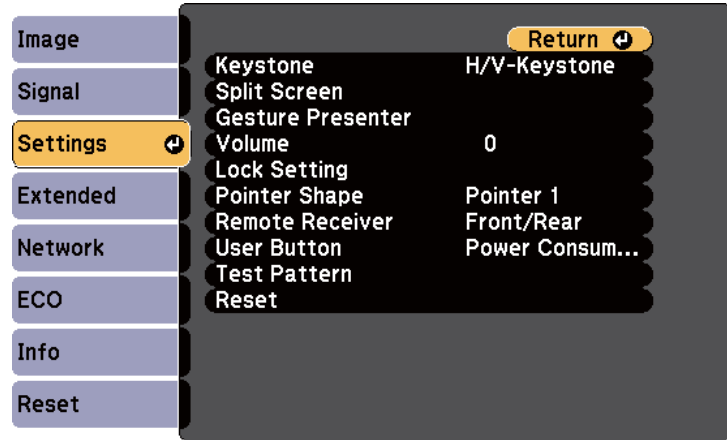 Image
Signal
Settings
Extended
Network
ECO
Info
Reset
Return
Keystone H/V-Keystone
Split Screen
Gesture Presenter
Volume 0
Lock Setting
Pointer Shape Pointer 1
Remote Receiver Front/Rear
User Button Power Consum...
Test Pattern
Reset